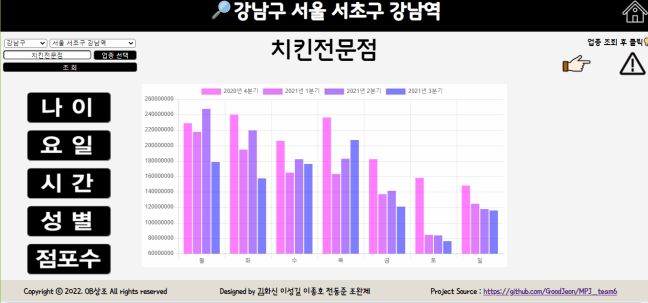 강남구 서울 서초구 강남역
강남구 서울 서초구 강남역
치킨전문점
업종 조회 후 클릭
치킨전문점 업종 선택
조 회
나 이
요 일
시 간
성 별
점포수
2020년 4분기 2021년 1분기 2021년 2분기 2021년 3분기
260000000
240000000
220000000
200000000
180000000
160000000
140000000
120000000
100000000
80000000
60000000
월 화 수 목 금 토 일
Copyright ⓒ 2022. OB상조 All rights reserved Designed by 김화신 이성길 이종호 전동준 조완제 Project Source : https://github.com/GoodJeon/MPJ_team6